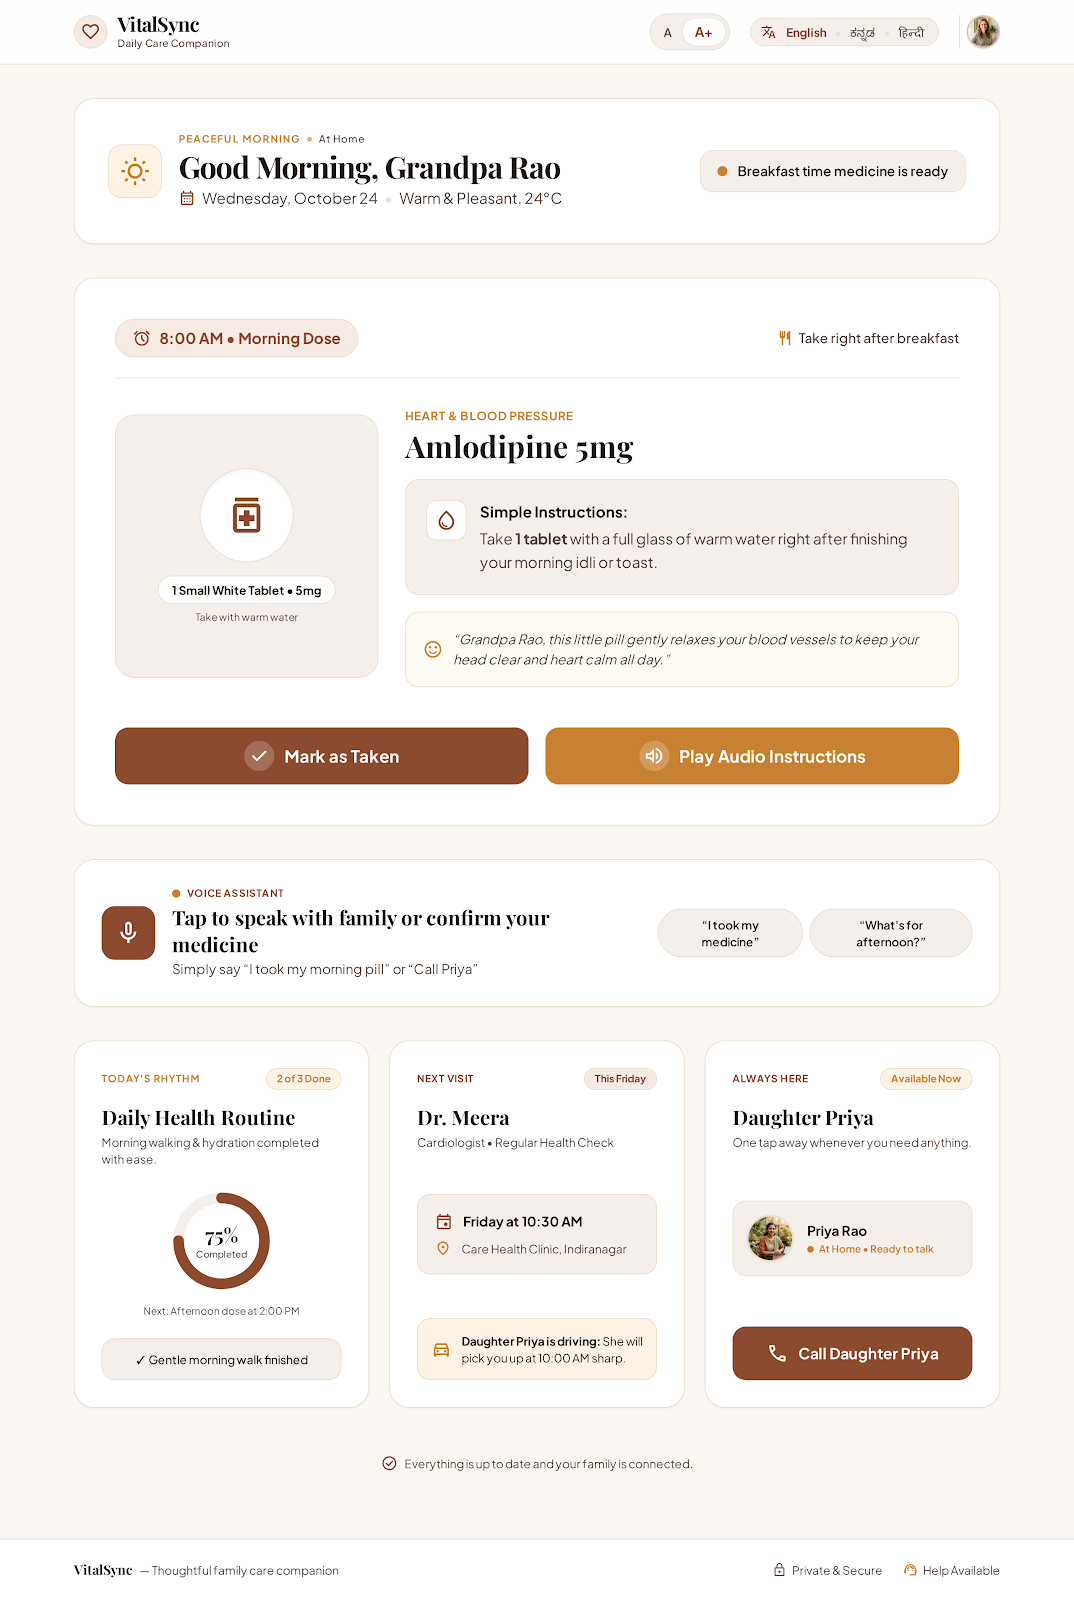 VitalSync
Daily Care Companion
A
A+
English • ಕನ್ನಡ • हिन्दी
PEACEFUL MORNING • At Home
Good Morning, Grandpa Rao
Wednesday, October 24 • Warm & Pleasant, 24°C
Breakfast time medicine is ready
8:00 AM • Morning Dose
Take right after breakfast
1 Small White Tablet • 5mg
Take with warm water
HEART & BLOOD PRESSURE
Amlodipine 5mg
Simple Instructions:
Take 1 tablet with a full glass of warm water right after finishing
your morning idli or toast.
“Grandpa Rao, this little pill gently relaxes your blood vessels to keep your
head clear and heart calm all day.”
Mark as Taken
Play Audio Instructions
VOICE ASSISTANT
Tap to speak with family or confirm your
medicine
Simply say “I took my morning pill” or “Call Priya”
“I took my
medicine”
“What's for
afternoon?”
TODAY'S RHYTHM
2 of 3 Done
Daily Health Routine
Morning walking & hydration completed
with ease.
75%
Completed
Next: Afternoon dose at 2:00 PM
✓ Gentle morning walk finished
NEXT VISIT
This Friday
Dr. Meera
Cardiologist • Regular Health Check
Friday at 10:30 AM
Care Health Clinic, Indiranagar
Daughter Priya is driving: She will
pick you up at 10:00 AM sharp.
ALWAYS HERE
Available Now
Daughter Priya
One tap away whenever you need anything.
Priya Rao
At Home • Ready to talk
Call Daughter Priya
Everything is up to date and your family is connected.
VitalSync — Thoughtful family care companion
Private & Secure
Help Available